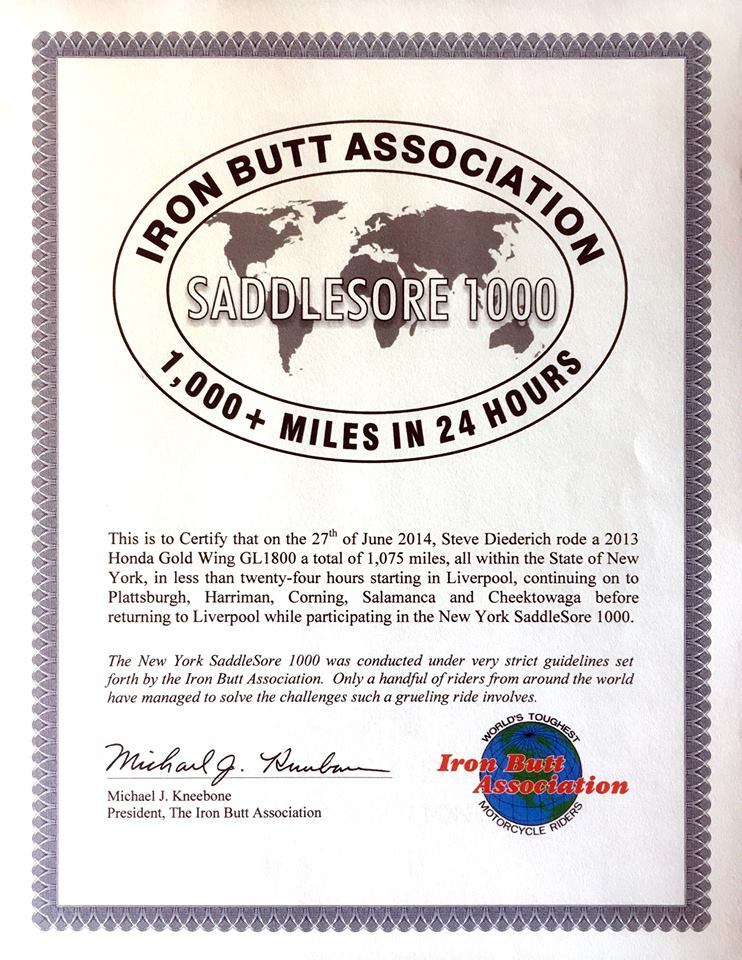 IRON BUTT ASSOCIATION
SADDLESORE 1000
1,000+ MILES IN 24 HOURS
This is to Certify that on the 27th of June 2014, Steve Diederich rode a 2013
Honda Gold Wing GL1800 a total of 1,075 miles, all within the State of New
York, in less than twenty-four hours starting in Liverpool, continuing on to
Plattsburgh, Harriman, Corning, Salamanca and Cheektowaga before
returning to Liverpool while participating in the New York SaddleSore 1000.
The New York SaddleSore 1000 was conducted under very strict guidelines set
forth by the Iron Butt Association. Only a handful of riders from around the world
have managed to solve the challenges such a grueling ride involves.
Michael J. Kneebone
Michael J. Kneebone
President, The Iron Butt Association
WORLD'S TOUGHEST
Iron Butt
Association
MOTORCYCLE RIDERS